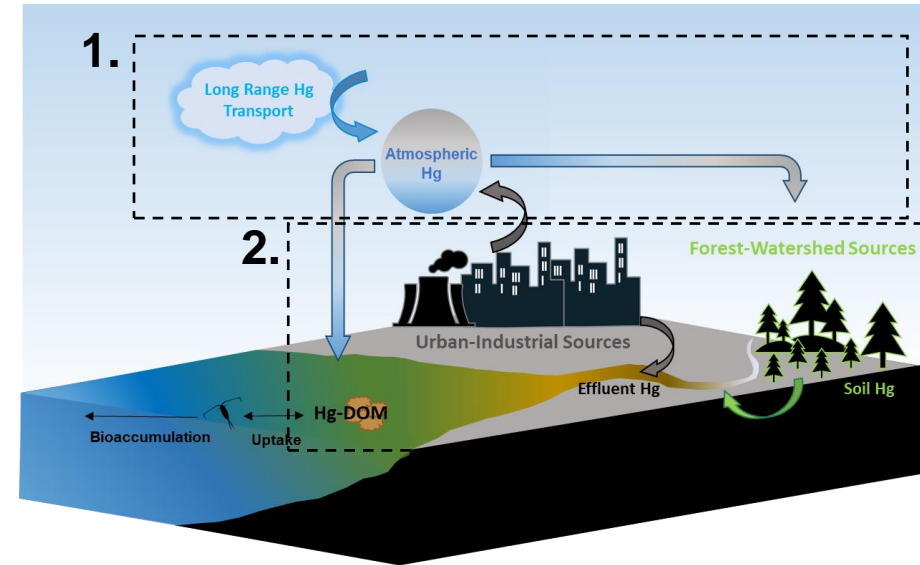 1.
Long Range Hg
Transport
Atmospheric
Hg
2.
Forest-Watershed Sources
Urban-Industrial Sources
Effluent Hg
Soil Hg
Hg-DOM
Bioaccumulation
Uptake